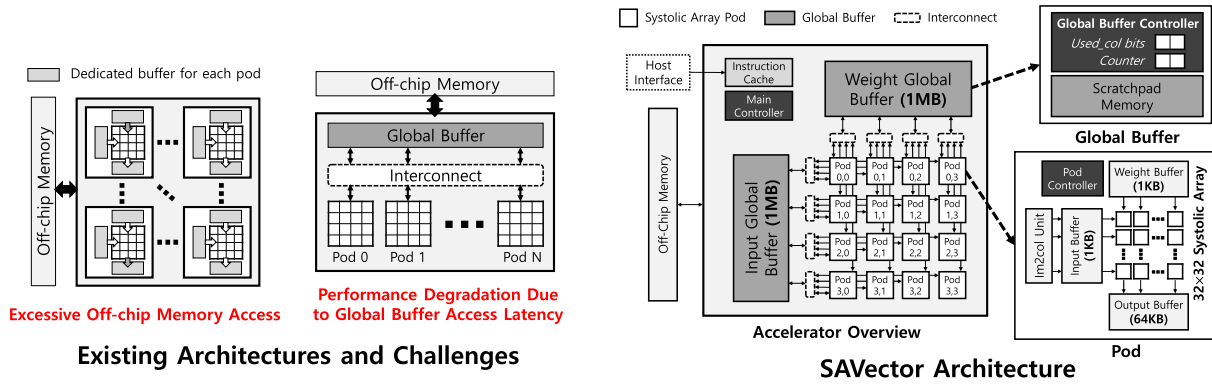 Dedicated buffer for each pod
Off-chip Memory
Excessive Off-chip Memory Access
Off-chip Memory
Global Buffer
Interconnect
Pod 0
Pod 1
Pod N
Performance Degradation Due
to Global Buffer Access Latency
Existing Architectures and Challenges
Systolic Array Pod
Global Buffer
Interconnect
Host
Interface
Instruction
Cache
Main
Controller
Weight Global
Buffer (1MB)
Off-Chip Memory
Input Global
Buffer (1MB)
Pod
0,0
Pod
0,1
Pod
0,2
Pod
0,3
Pod
1,0
Pod
1,1
Pod
1,2
Pod
1,3
Pod
2,0
Pod
2,1
Pod
2,2
Pod
2,3
Pod
3,0
Pod
3,1
Pod
3,2
Pod
3,3
Accelerator Overview
Global Buffer Controller
Used_col bits
Counter
Scratchpad
Memory
Global Buffer
Pod
Controller
Weight Buffer
(1KB)
Im2col Unit
Input Buffer
(1KB)
32×32 Systolic Array
Output Buffer
(64KB)
Pod
SAVector Architecture